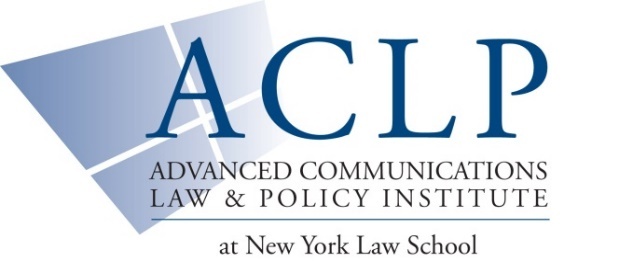 ACLP
ADVANCED COMMUNICATIONS
LAW & POLICY INSTITUTE
at New York Law School